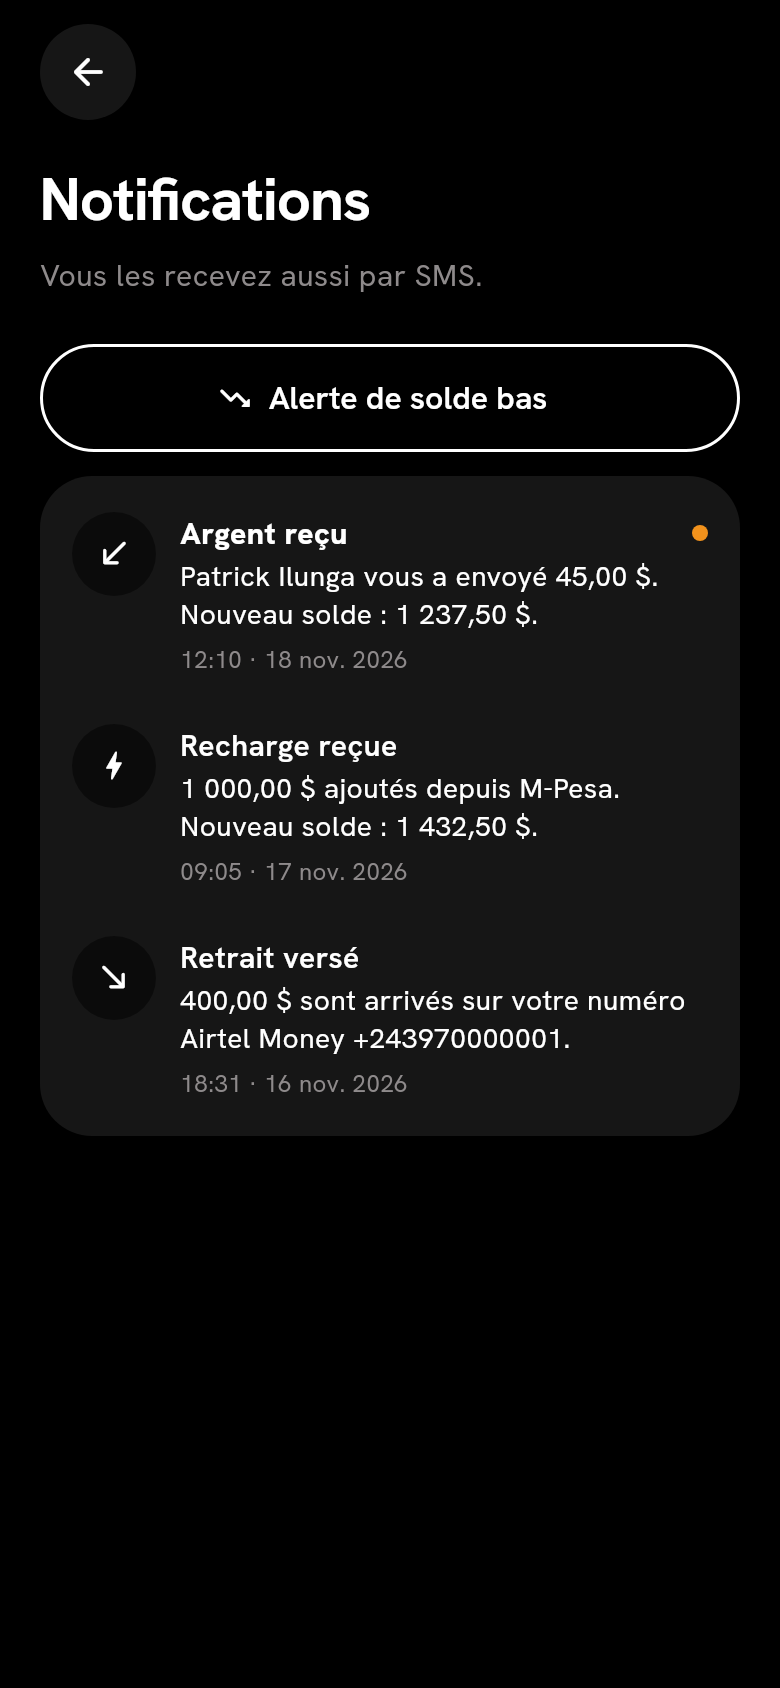 Notifications
Vous les recevez aussi par SMS.
Alerte de solde bas
Argent reçu
Patrick Ilunga vous a envoyé 45,00 $.
Nouveau solde : 1 237,50 $.
12:10 · 18 nov. 2026
Recharge reçue
1 000,00 $ ajoutés depuis M-Pesa.
Nouveau solde : 1 432,50 $.
09:05 · 17 nov. 2026
Retrait versé
400,00 $ sont arrivés sur votre numéro
Airtel Money +243970000001.
18:31 · 16 nov. 2026